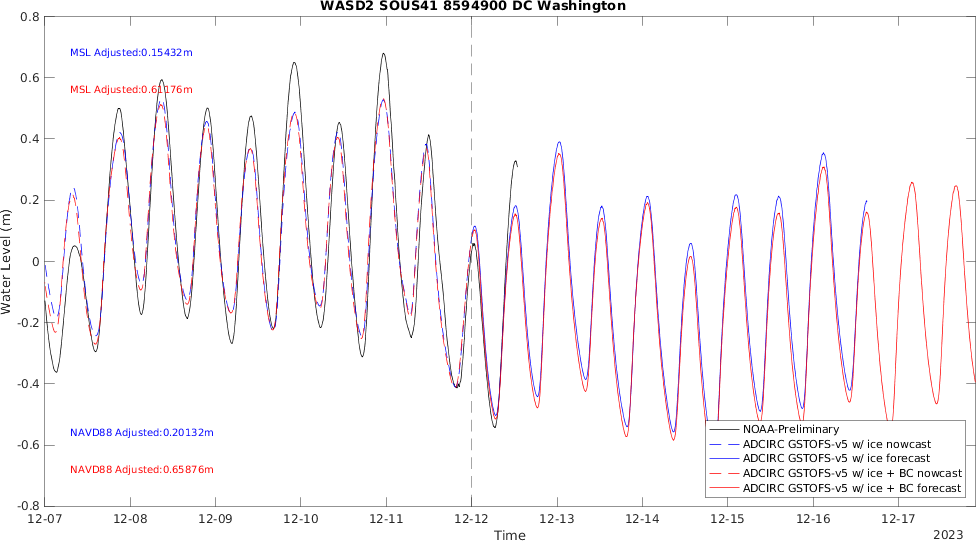 WASD2 SOUS41 8594900 DC Washington
0.8
0.6
0.4
0.2
0
-0.2
-0.4
-0.6
-0.8
Water Level (m)
MSL Adjusted:0.15432m
MSL Adjusted:0.61176m
NAVD88 Adjusted:0.20132m
NAVD88 Adjusted:0.65876m
NOAA-Preliminary
ADCIRC GSTOFS-v5 w/ ice nowcast
ADCIRC GSTOFS-v5 w/ ice forecast
ADCIRC GSTOFS-v5 w/ ice + BC nowcast
ADCIRC GSTOFS-v5 w/ ice + BC forecast
12-07 12-08 12-09 12-10 12-11 12-12 12-13 12-14 12-15 12-16 12-17
Time
2023